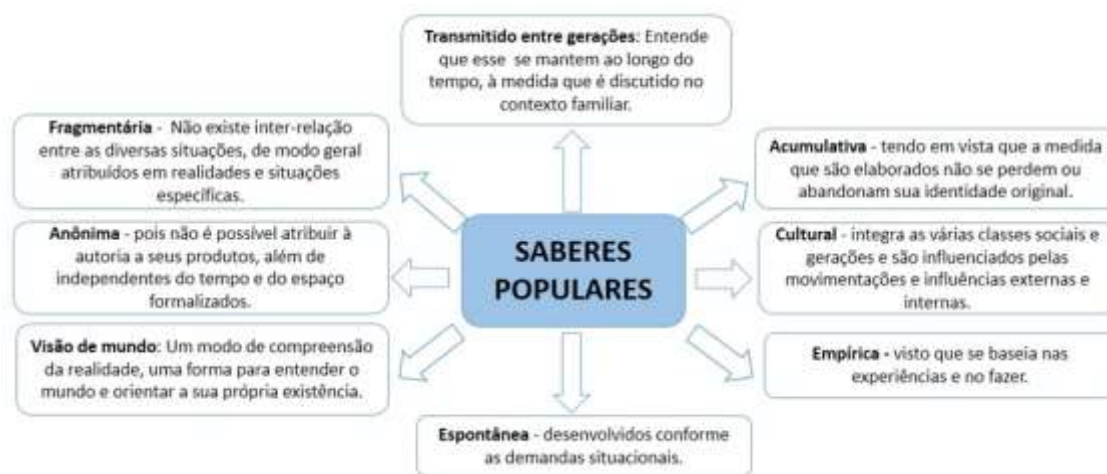 Transmitido entre gerações: Entende
que esse se mantem ao longo do
tempo, à medida que é discutido no
contexto familiar.
Fragmentária - Não existe inter-relação
entre as diversas situações, de modo geral
atribuídos em realidades e situações
específicas.
Acumulativa - tendo em vista que a medida
que são elaborados não se perdem ou
abandonam sua identidade original.
Anônima - pois não é possível atribuir à
autoria a seus produtos, além de
independentes do tempo e do espaço
formalizados.
SABERES
POPULARES
Cultural - integra as várias classes sociais e
gerações e são influenciados pelas
movimentações e influências externas e
internas.
Visão de mundo: Um modo de compreensão
da realidade, uma forma para entender o
mundo e orientar a sua própria existência.
Empírica - visto que se baseia nas
experiências e no fazer.
Espontânea - desenvolvidos conforme
as demandas situacionais.